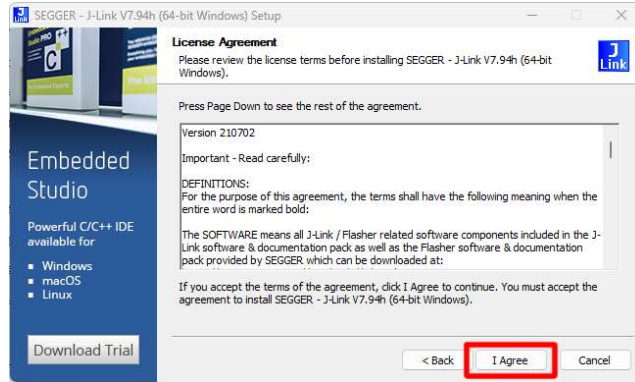 SEGGER - J-Link V7.94h (64-bit Windows) Setup
License Agreement
Please review the license terms before installing SEGGER - J-Link V7.94h (64-bit
Windows).
J
Link
Press Page Down to see the rest of the agreement.
Version 210702
Important - Read carefully:
DEFINITIONS:
For the purpose of this agreement, the terms shall have the following meaning when the
entire word is marked bold:
The SOFTWARE means all J-Link / Flasher related software components included in the J-
Link software & documentation pack as well as the Flasher software & documentation
pack provided by SEGGER which can be downloaded at:
If you accept the terms of the agreement, click I Agree to continue. You must accept the
agreement to install SEGGER - J-Link V7.94h (64-bit Windows).
Embedded
Studio
Powerful C/C++ IDE
available for
▪ Windows
▪ macOS
▪ Linux
Download Trial
< Back
I Agree
Cancel